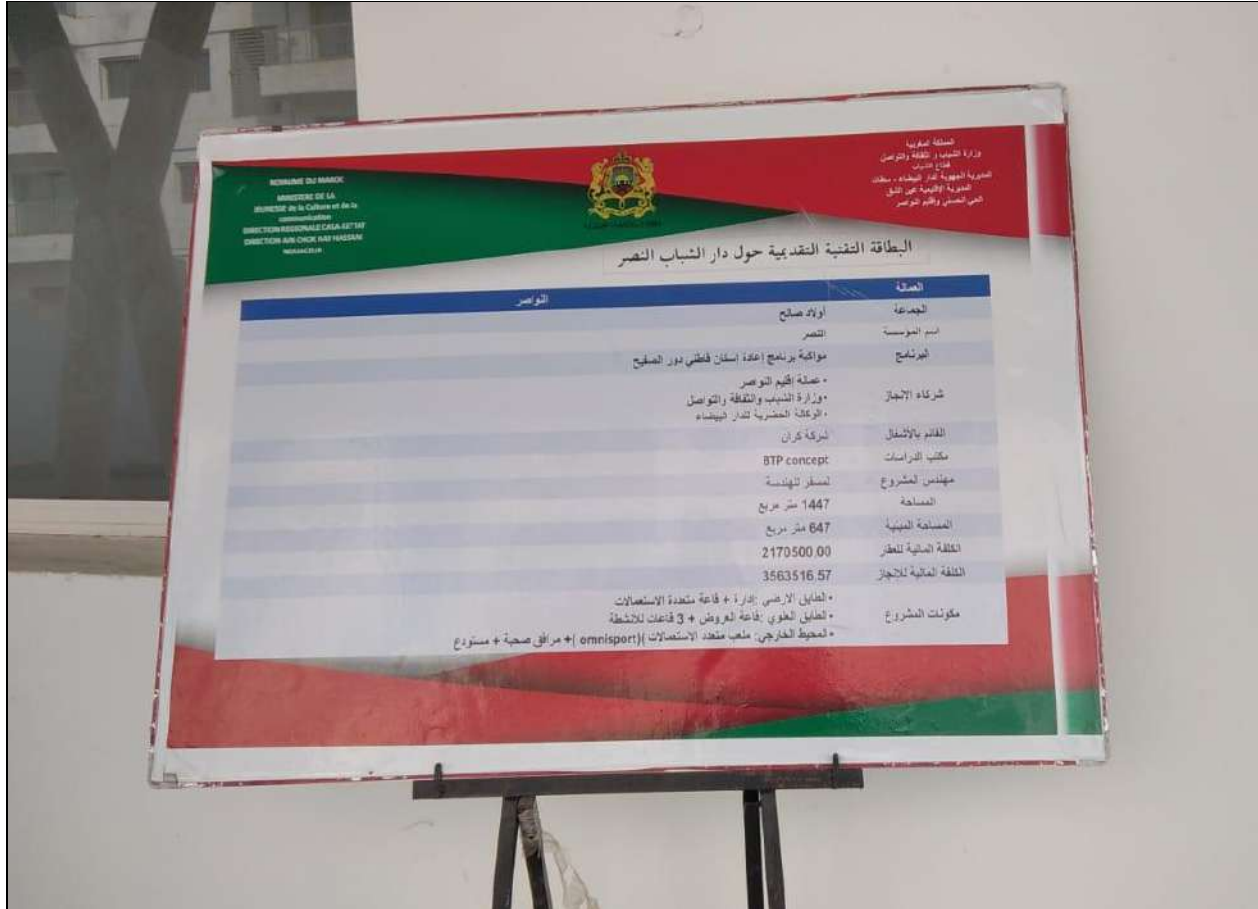 المملكة المغربية
وزارة الشباب و الثقافة والتواصل
قطاع الشباب
المديرية الجهوية لدار البيضاء - سطات
المديرية الإقليمية عين الشق
الحي الحسني وإقليم النواصر
ROYAUME DU MAROC
MINISTERE DE LA
JEUNESSE de la Culture et de la
communication
DIRECTION REGIONALE CASA-SETTAT
DIRECTION AIN CHOK HAY HASSANI
NOUACEUR
البطاقة التقنية التقديمية حول دار الشباب النصر
العمالة النواصر
الجماعة أولاد صالح
اسم المؤسسة النصر
البرنامج مواكبة برنامج إعادة إسكان قاطني دور الصفيح
شركاء الانجاز
• عمالة إقليم النواصر
• وزارة الشباب والثقافة والتواصل
• الوكالة الحضرية للدار البيضاء
القائم بالأشغال شركة كران
مكتب الدراسات BTP concept
مهندس المشروع لمسفر للهندسة
المساحة 1447 متر مربع
المساحة المبنية 647 متر مربع
الكلفة المالية للعقار 2170500,00
الكلفة المالية للانجاز 3563516,57
مكونات المشروع
• الطابق الارضي :إدارة + قاعة متعددة الاستعمالات
• الطابق العلوي :قاعة العروض + 3 قاعات للانشطة
• المحيط الخارجي: ملعب متعدد الاستعمالات )(omnisport )+ مرافق صحية + مستودع